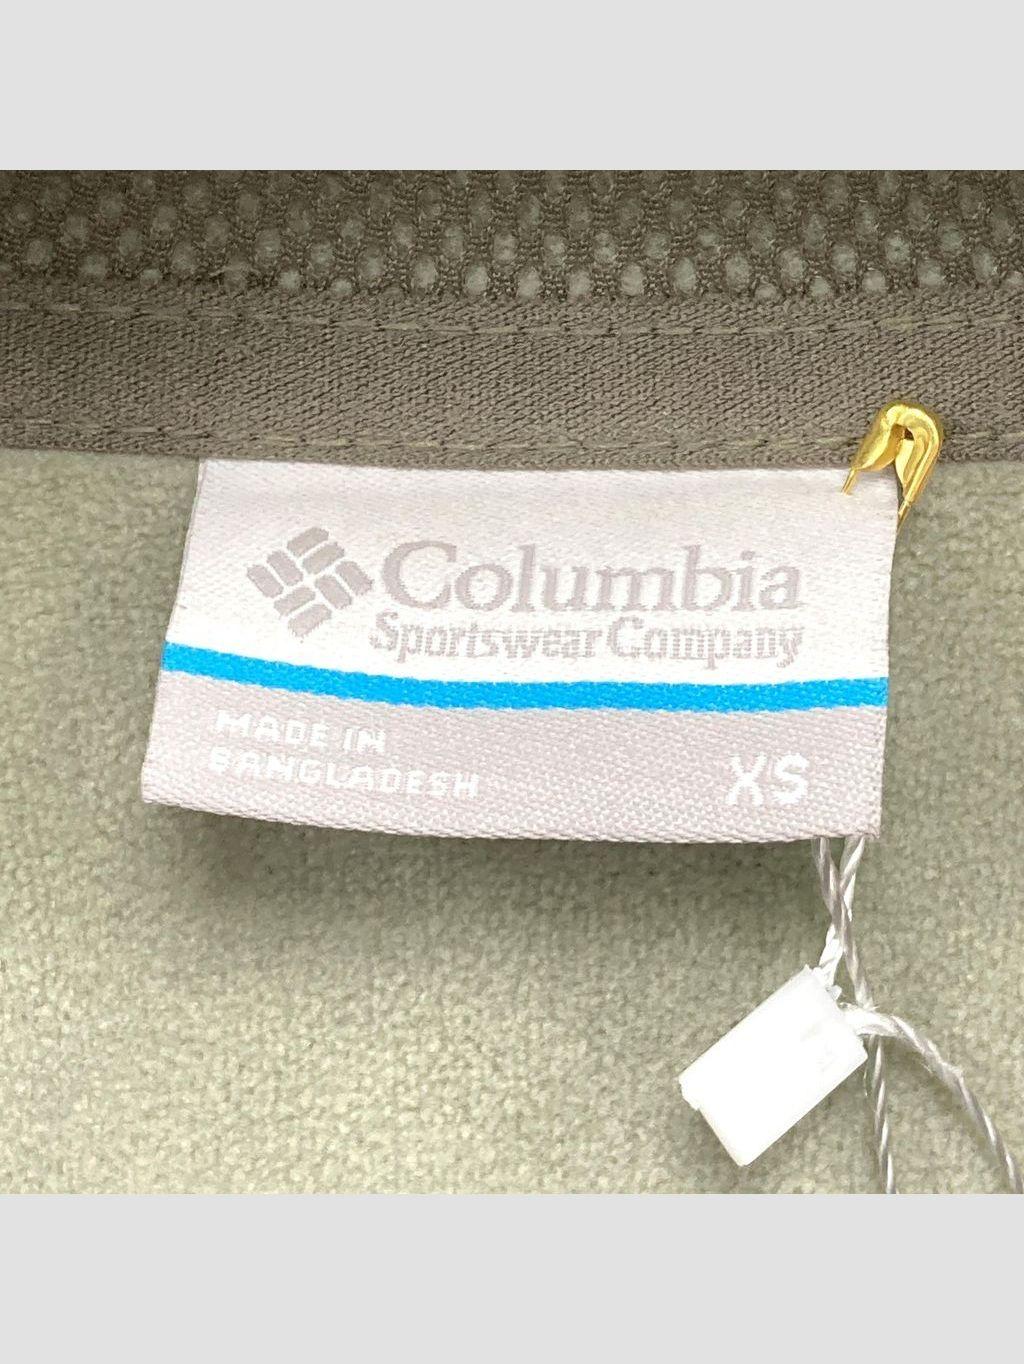 Columbia
Sportswear Company
MADE IN
BANGLADESH
XS